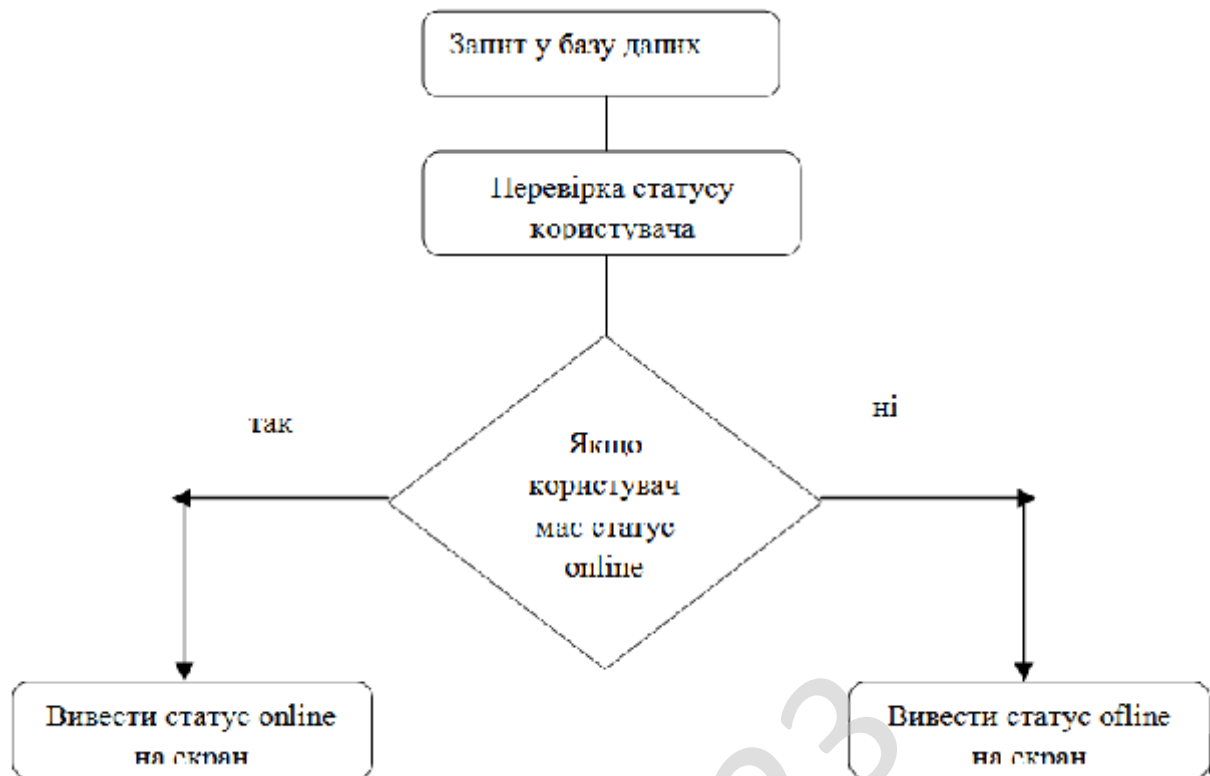 Запит у базу даних
Перевірка статусу
користувача
так
ні
Якщо
користувач
має статус
online
Вивести статус online
на екран
Вивести статус ofline
на екран